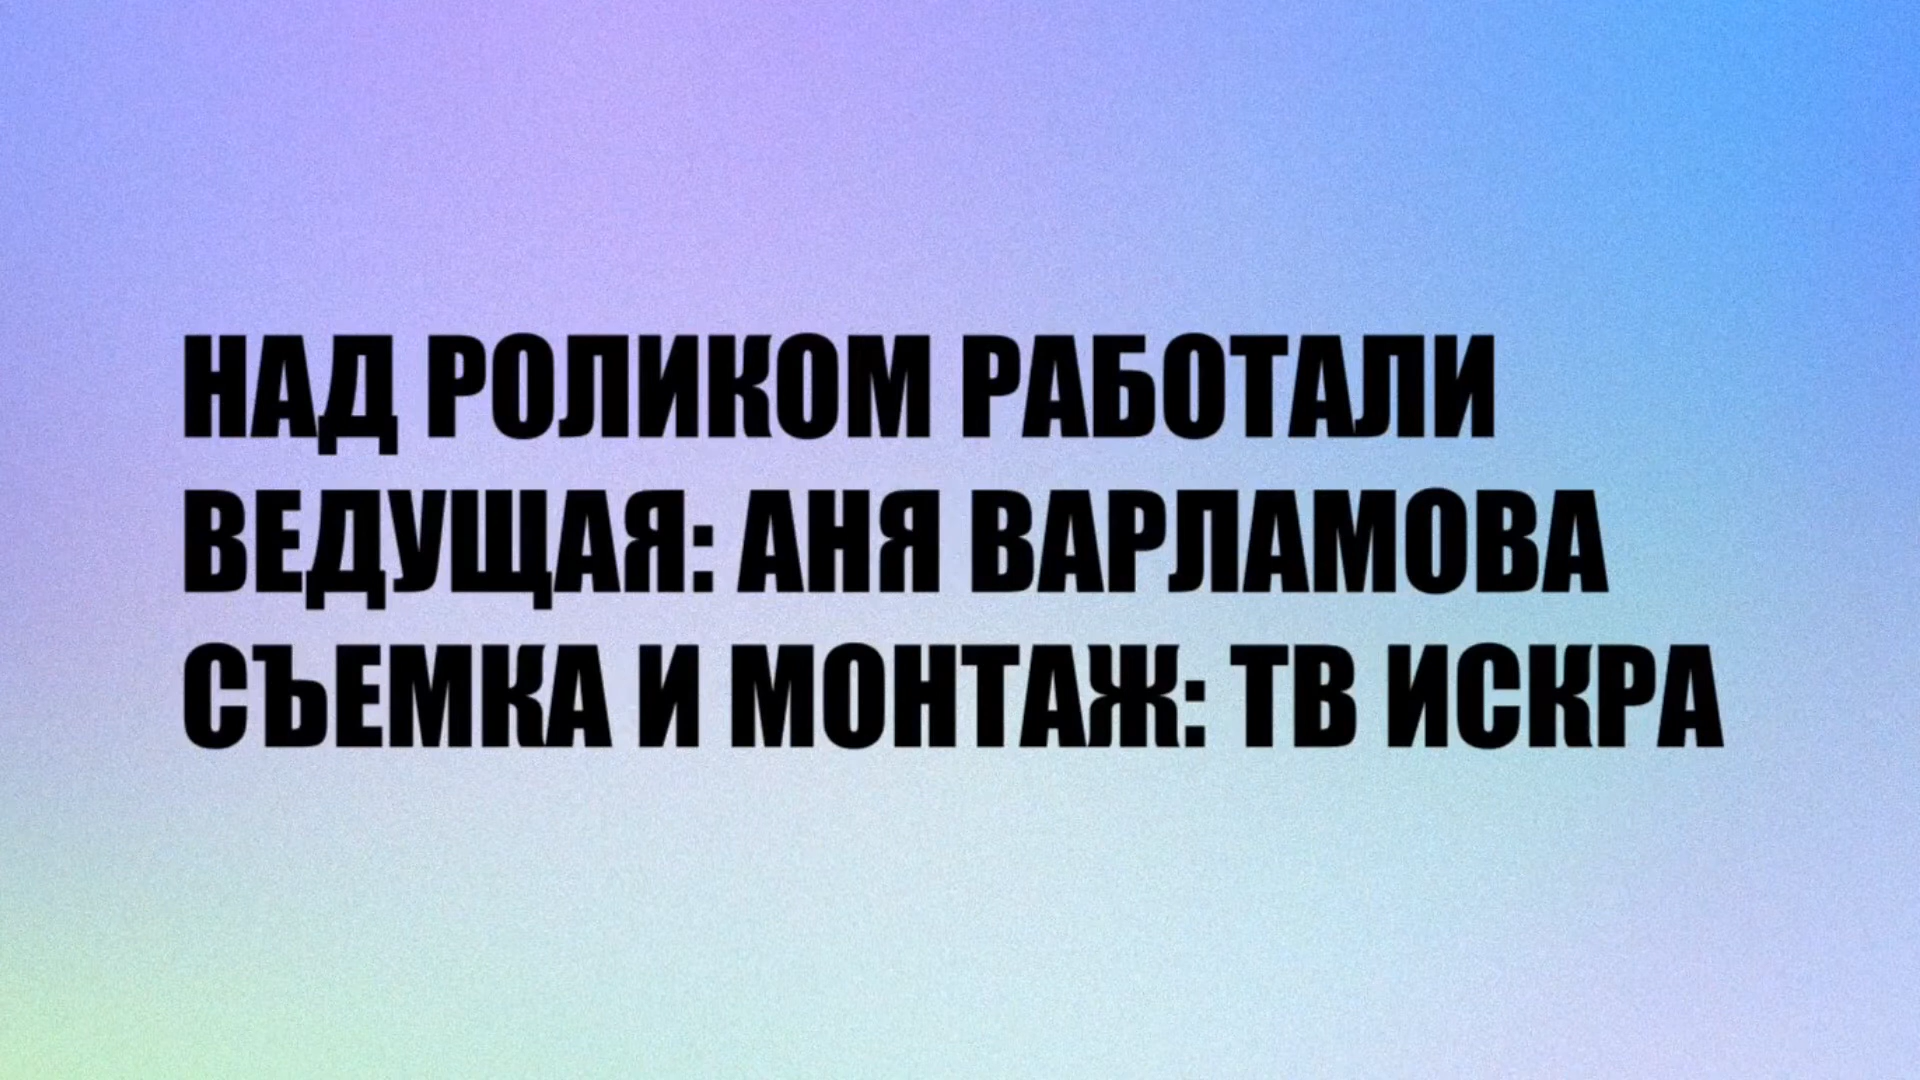 НАД РОЛИКОМ РАБОТАЛИ
ВЕДУЩАЯ: АНЯ ВАРЛАМОВА
СЪЕМКА И МОНТАЖ: ТВ ИСКРА